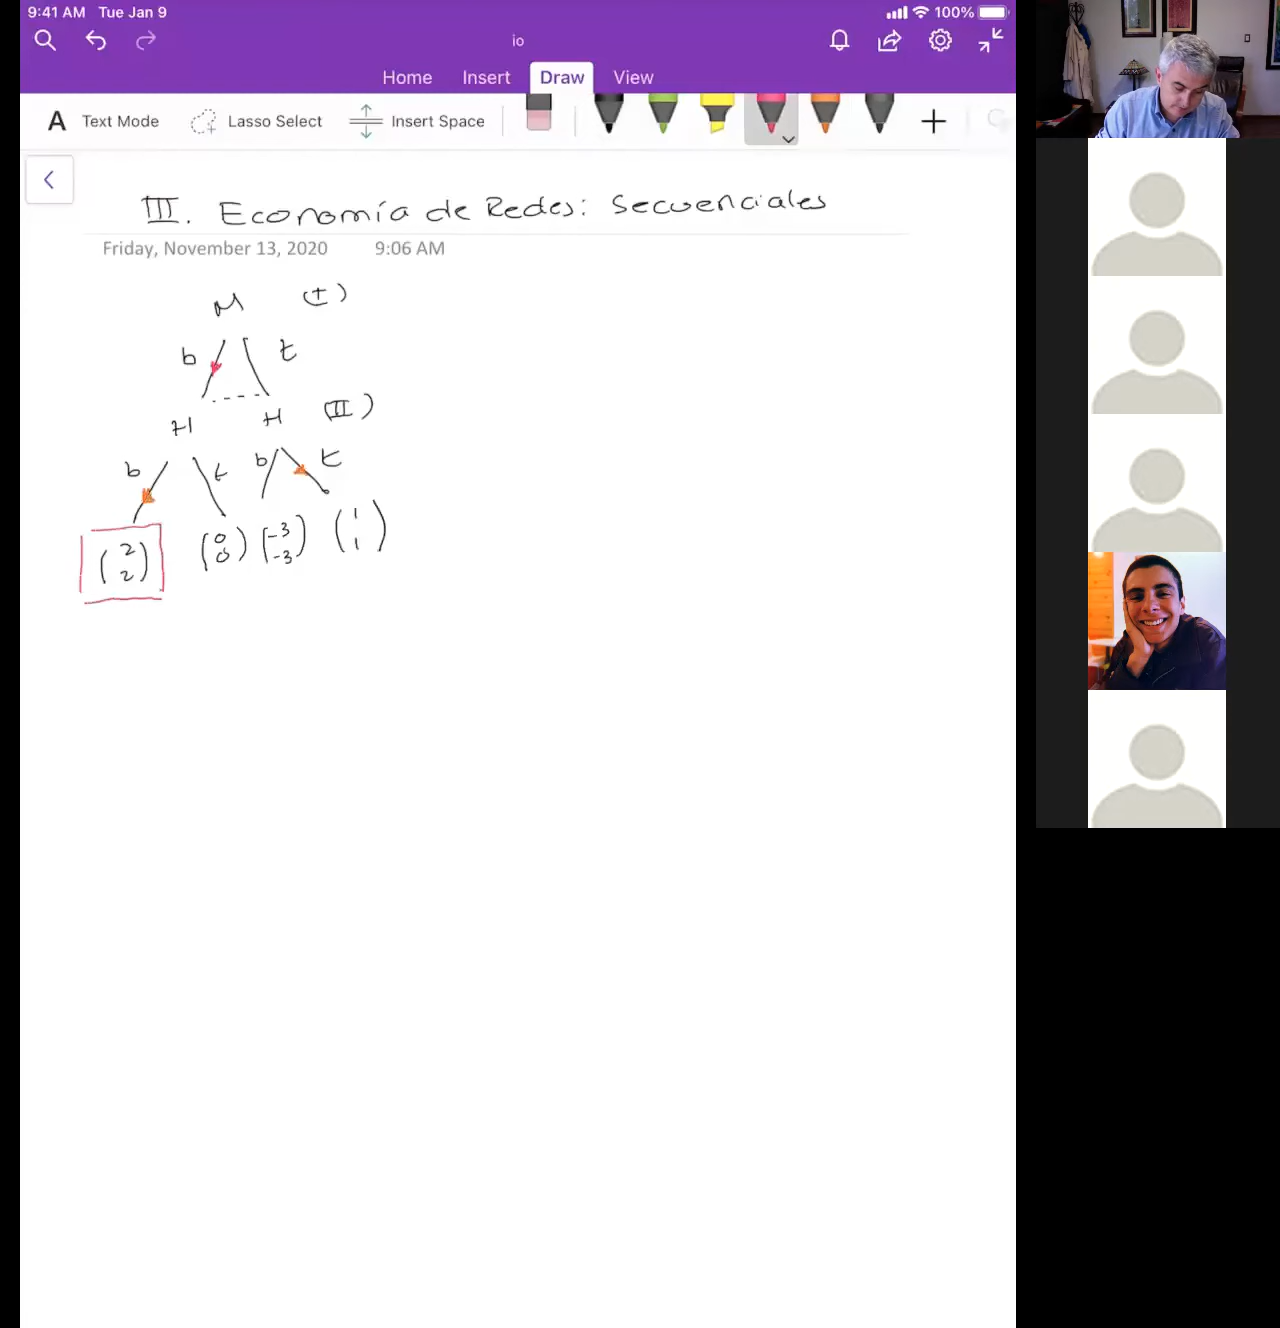 9:41 AM Tue Jan 9 100%
io
Home Insert Draw View
A Text Mode Lasso Select Insert Space
III. Economía de Redes: Secuenciales
Friday, November 13, 2020 9:06 AM
M (I)
b t
H H (II)
b t b t
(2 2) (0 0) (-3 -3) (1 1)